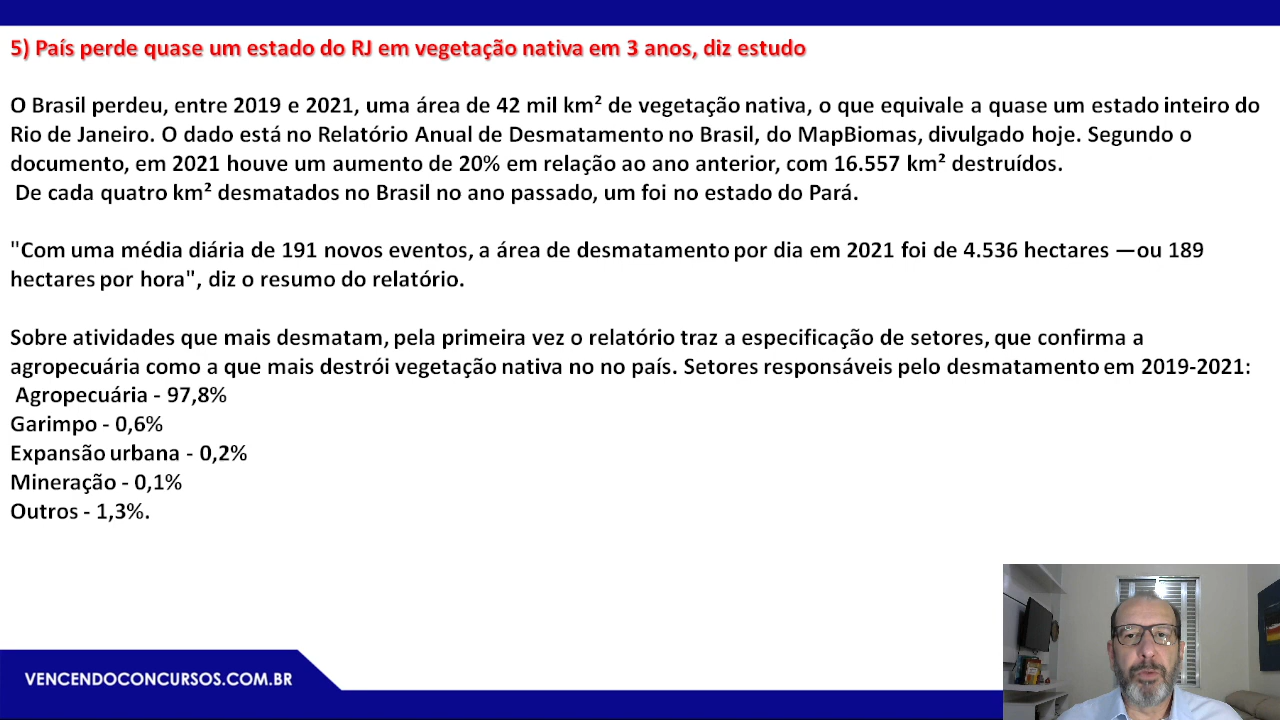 5) País perde quase um estado do RJ em vegetação nativa em 3 anos, diz estudo
O Brasil perdeu, entre 2019 e 2021, uma área de 42 mil km² de vegetação nativa, o que equivale a quase um estado inteiro do
Rio de Janeiro. O dado está no Relatório Anual de Desmatamento no Brasil, do MapBiomas, divulgado hoje. Segundo o
documento, em 2021 houve um aumento de 20% em relação ao ano anterior, com 16.557 km² destruídos.
De cada quatro km² desmatados no Brasil no ano passado, um foi no estado do Pará.
"Com uma média diária de 191 novos eventos, a área de desmatamento por dia em 2021 foi de 4.536 hectares —ou 189
hectares por hora", diz o resumo do relatório.
Sobre atividades que mais desmatam, pela primeira vez o relatório traz a especificação de setores, que confirma a
agropecuária como a que mais destrói vegetação nativa no no país. Setores responsáveis pelo desmatamento em 2019-2021:
Agropecuária - 97,8%
Garimpo - 0,6%
Expansão urbana - 0,2%
Mineração - 0,1%
Outros - 1,3%.
VENCENDOCONCURSOS.COM.BR